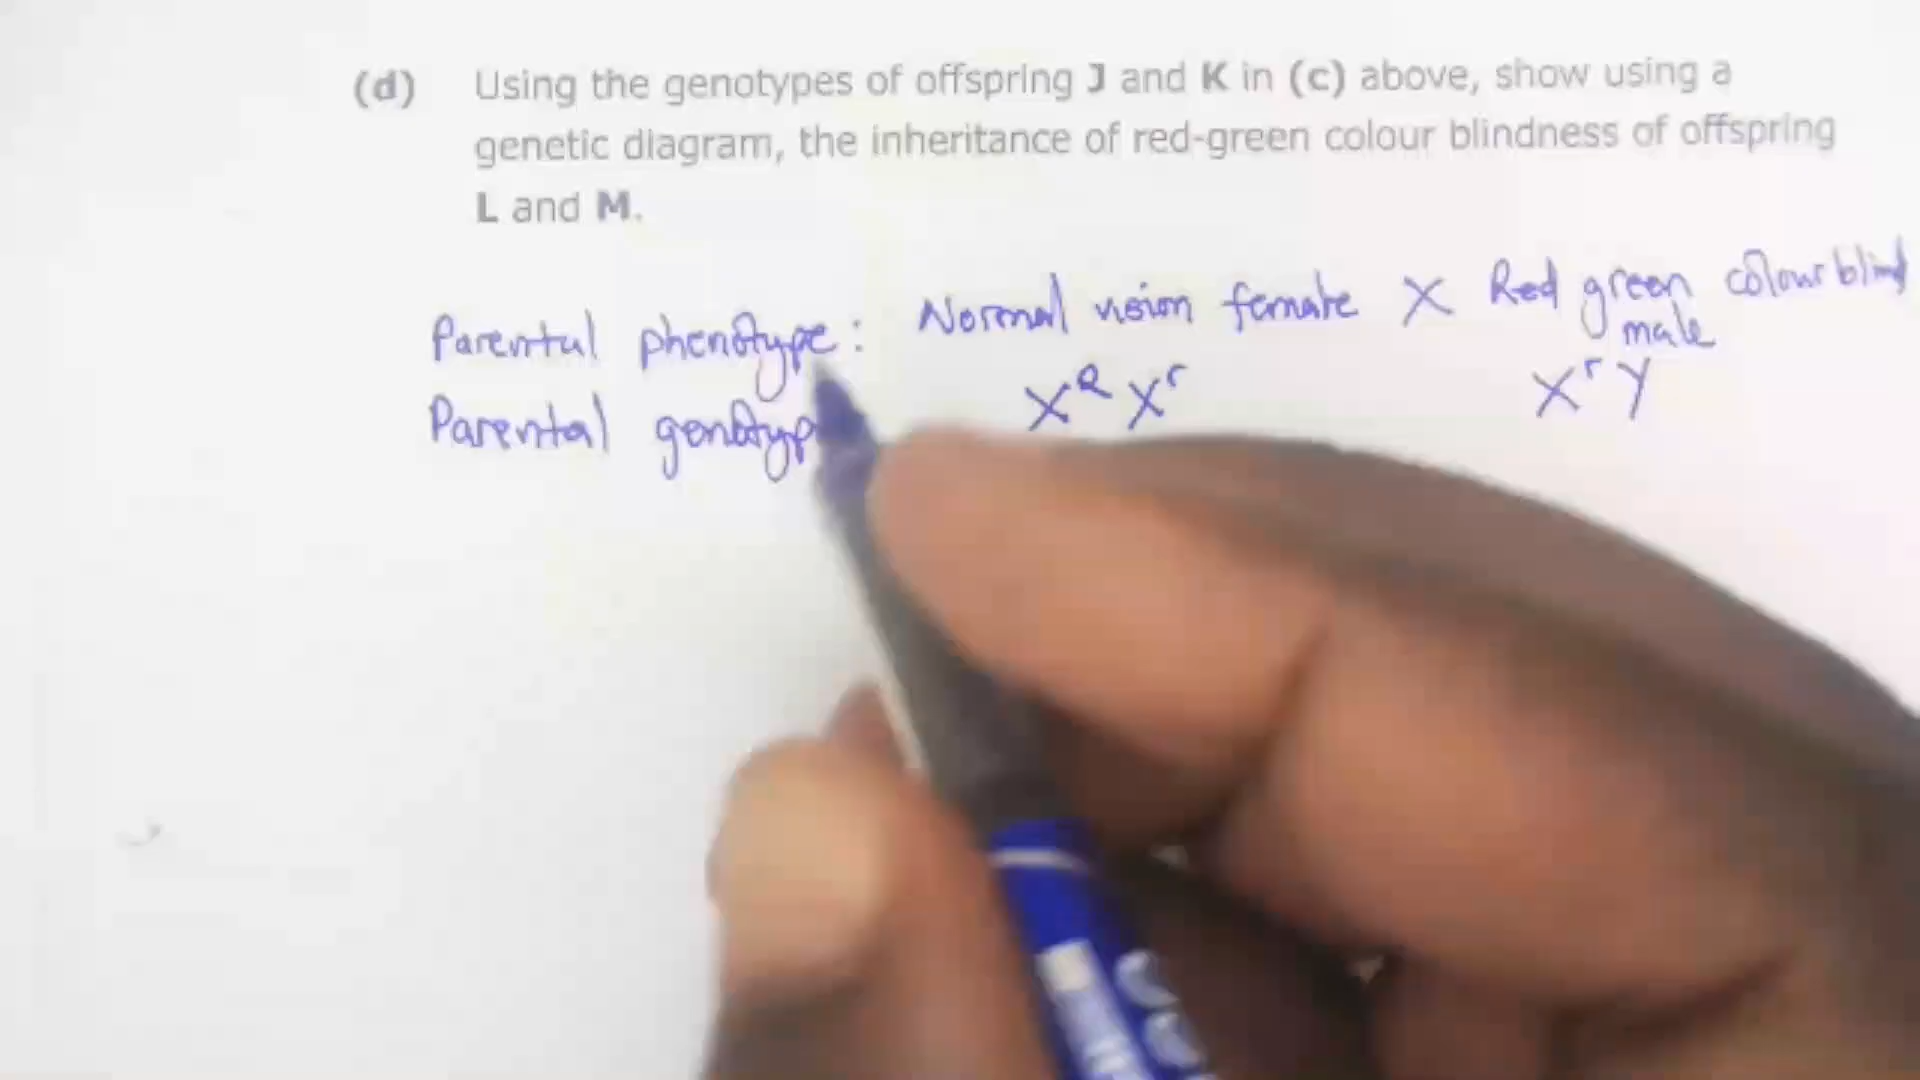 (d) Using the genotypes of offspring J and K in (c) above, show using a
genetic diagram, the inheritance of red-green colour blindness of offspring
L and M.
Parental phenotype: Normal vision female X Red green colour blind
male
Parental genotyp X^R X^r X^r Y